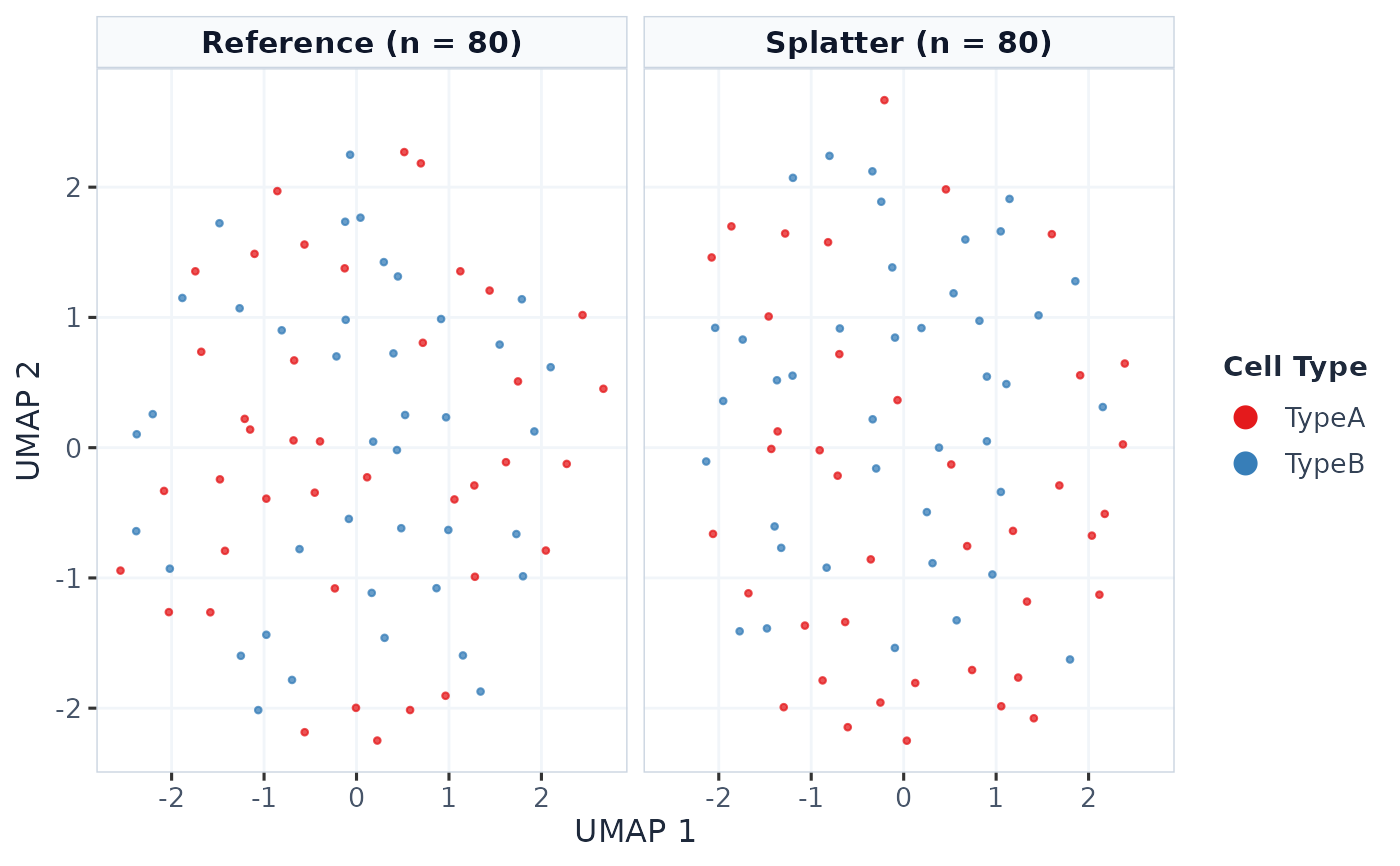 Reference (n = 80)
Splatter (n = 80)
2
1
0
-1
-2
UMAP 2
-2
-1
0
1
2
-2
-1
0
1
2
UMAP 1
Cell Type
TypeA
TypeB